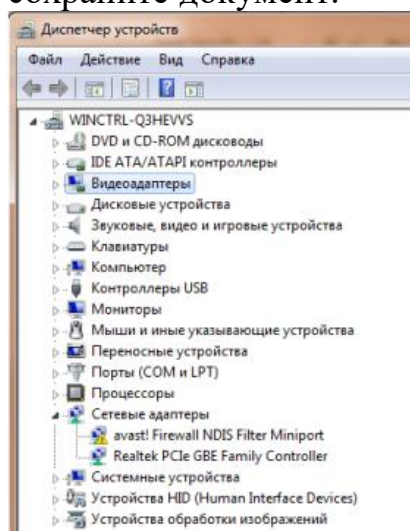 сохраните документ.
Диспетчер устройств
Файл Действие Вид Справка
WINCTRL-Q3HEVVS
DVD и CD-ROM дисководы
IDE ATA/ATAPI контроллеры
Видеоадаптеры
Дисковые устройства
Звуковые, видео и игровые устройства
Клавиатуры
Компьютер
Контроллеры USB
Мониторы
Мыши и иные указывающие устройства
Переносные устройства
Порты (COM и LPT)
Процессоры
Сетевые адаптеры
avast! Firewall NDIS Filter Miniport
Realtek PCIe GBE Family Controller
Системные устройства
Устройства HID (Human Interface Devices)
Устройства обработки изображений